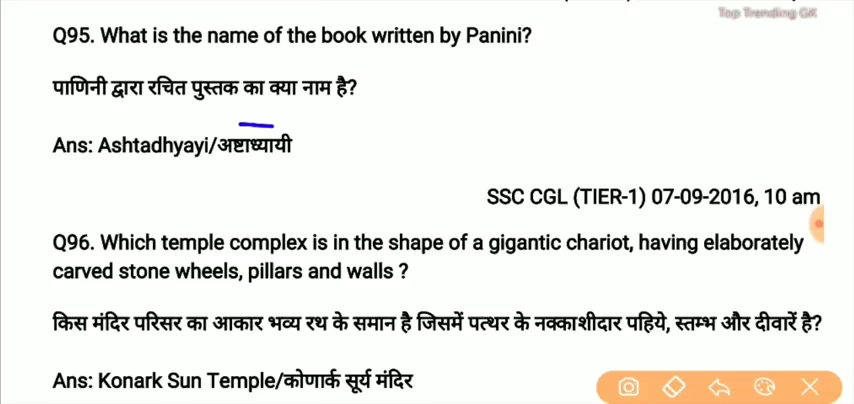 Top Trending GK
Q95. What is the name of the book written by Panini?
पाणिनी द्वारा रचित पुस्तक का क्या नाम है?
Ans: Ashtadhyayi/अष्टाध्यायी
SSC CGL (TIER-1) 07-09-2016, 10 am
Q96. Which temple complex is in the shape of a gigantic chariot, having elaborately
carved stone wheels, pillars and walls ?
किस मंदिर परिसर का आकार भव्य रथ के समान है जिसमें पत्थर के नक्काशीदार पहिये, स्तम्भ और दीवारें है?
Ans: Konark Sun Temple/कोणार्क सूर्य मंदिर